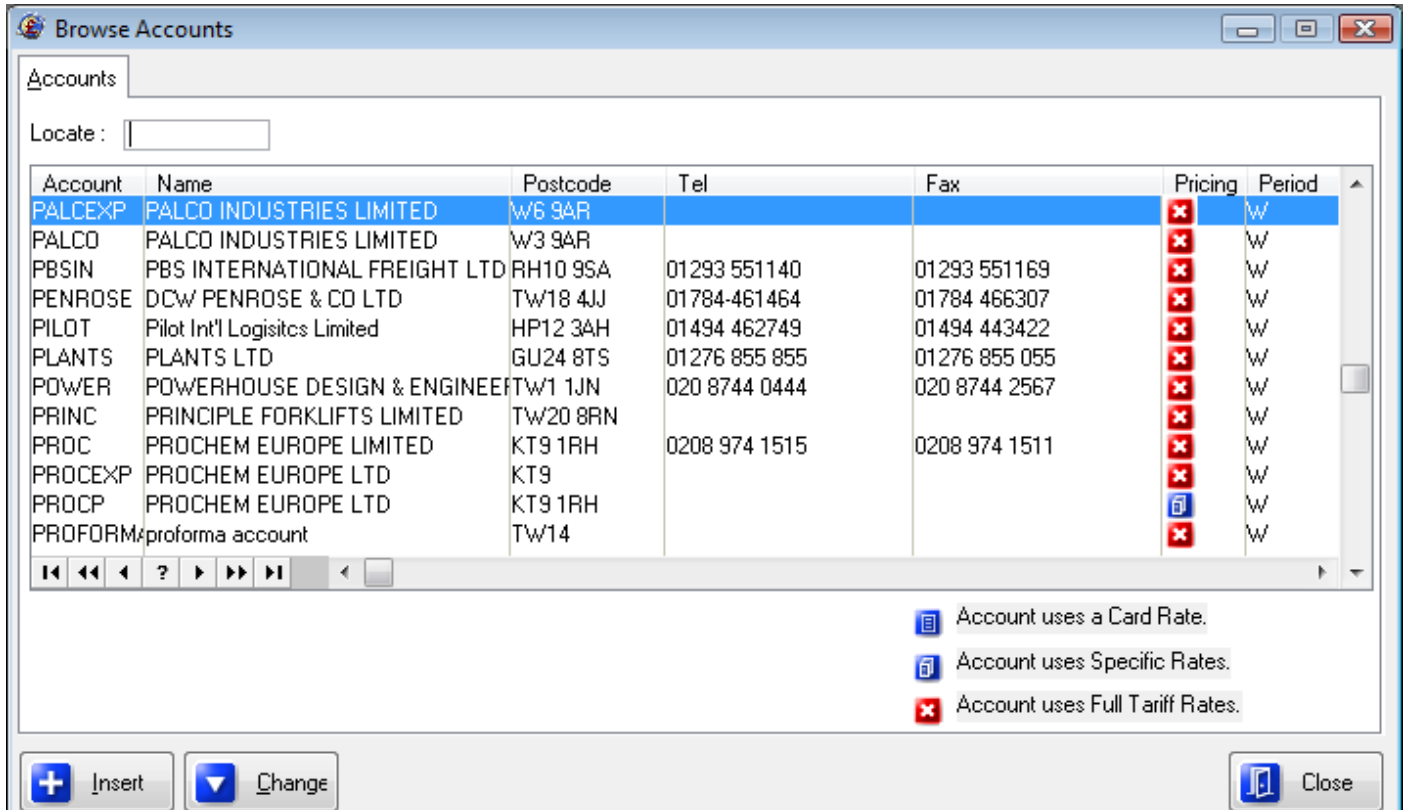 Browse Accounts
Accounts
Locate :
Account Name Postcode Tel Fax Pricing Period
PALCEXP PALCO INDUSTRIES LIMITED W6 9AR W
PALCO PALCO INDUSTRIES LIMITED W3 9AR W
PBSIN PBS INTERNATIONAL FREIGHT LTD RH10 9SA 01293 551140 01293 551169 W
PENROSE DCW PENROSE & CO LTD TW18 4JJ 01784-461464 01784 466307 W
PILOT Pilot Int'l Logisitcs Limited HP12 3AH 01494 462749 01494 443422 W
PLANTS PLANTS LTD GU24 8TS 01276 855 855 01276 855 055 W
POWER POWERHOUSE DESIGN & ENGINEER TW1 1JN 020 8744 0444 020 8744 2567 W
PRINC PRINCIPLE FORKLIFTS LIMITED TW20 8RN W
PROC PROCHEM EUROPE LIMITED KT9 1RH 0208 974 1515 0208 974 1511 W
PROCEXP PROCHEM EUROPE LTD KT9 W
PROCP PROCHEM EUROPE LTD KT9 1RH W
PROFORMA proforma account TW14 W
?
Account uses a Card Rate.
Account uses Specific Rates.
Account uses Full Tariff Rates.
Insert Change Close